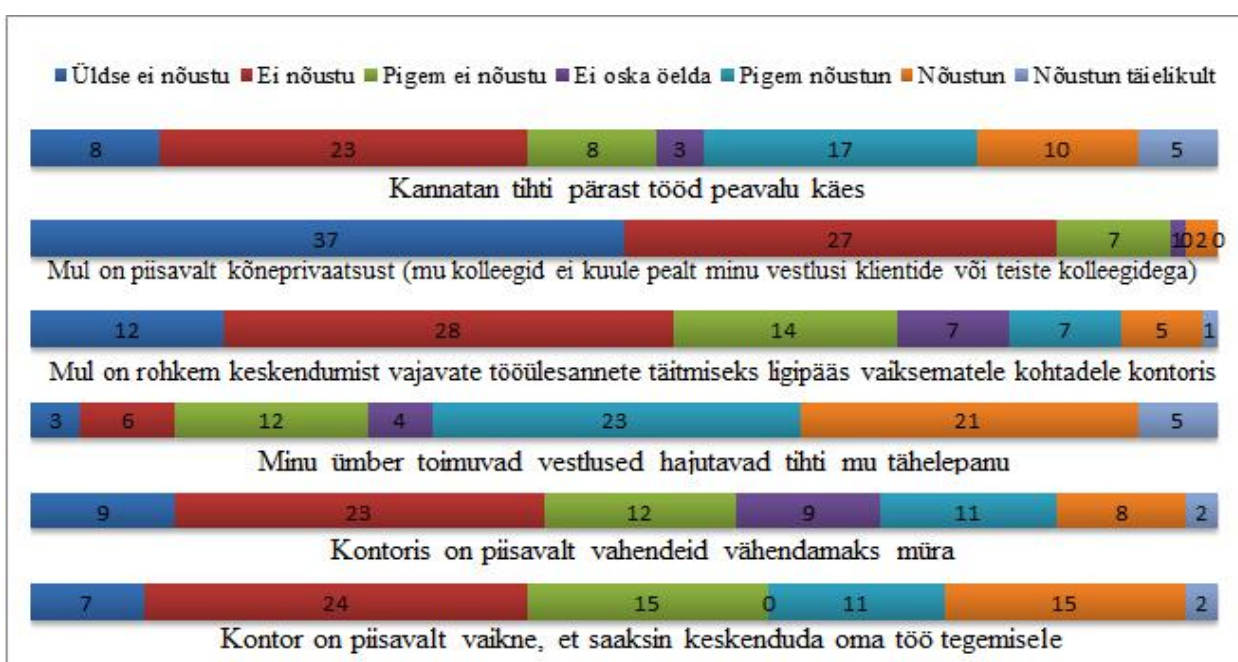 Üldse ei nõustu Ei nõustu Pigem ei nõustu Ei oska öelda Pigem nõustun Nõustun Nõustun täielikult
8 23 8 3 17 10 5
Kannatan tihti pärast tööd peavalu käes
37 27 7 1 0 2 0
Mul on piisavalt kõneprivaatsust (mu kolleegid ei kuule pealt minu vestlusi klientide või teiste kolleegidega)
12 28 14 7 7 5 1
Mul on rohkem keskendumist vajavate tööülesannete täitmiseks ligipääs vaiksematele kohtadele kontoris
3 6 12 4 23 21 5
Minu ümber toimuvad vestlused hajutavad tihti mu tähelepanu
9 23 12 9 11 8 2
Kontoris on piisavalt vahendeid vähendamaks müra
7 24 15 0 11 15 2
Kontor on piisavalt vaikne, et saaksin keskenduda oma töö tegemisele